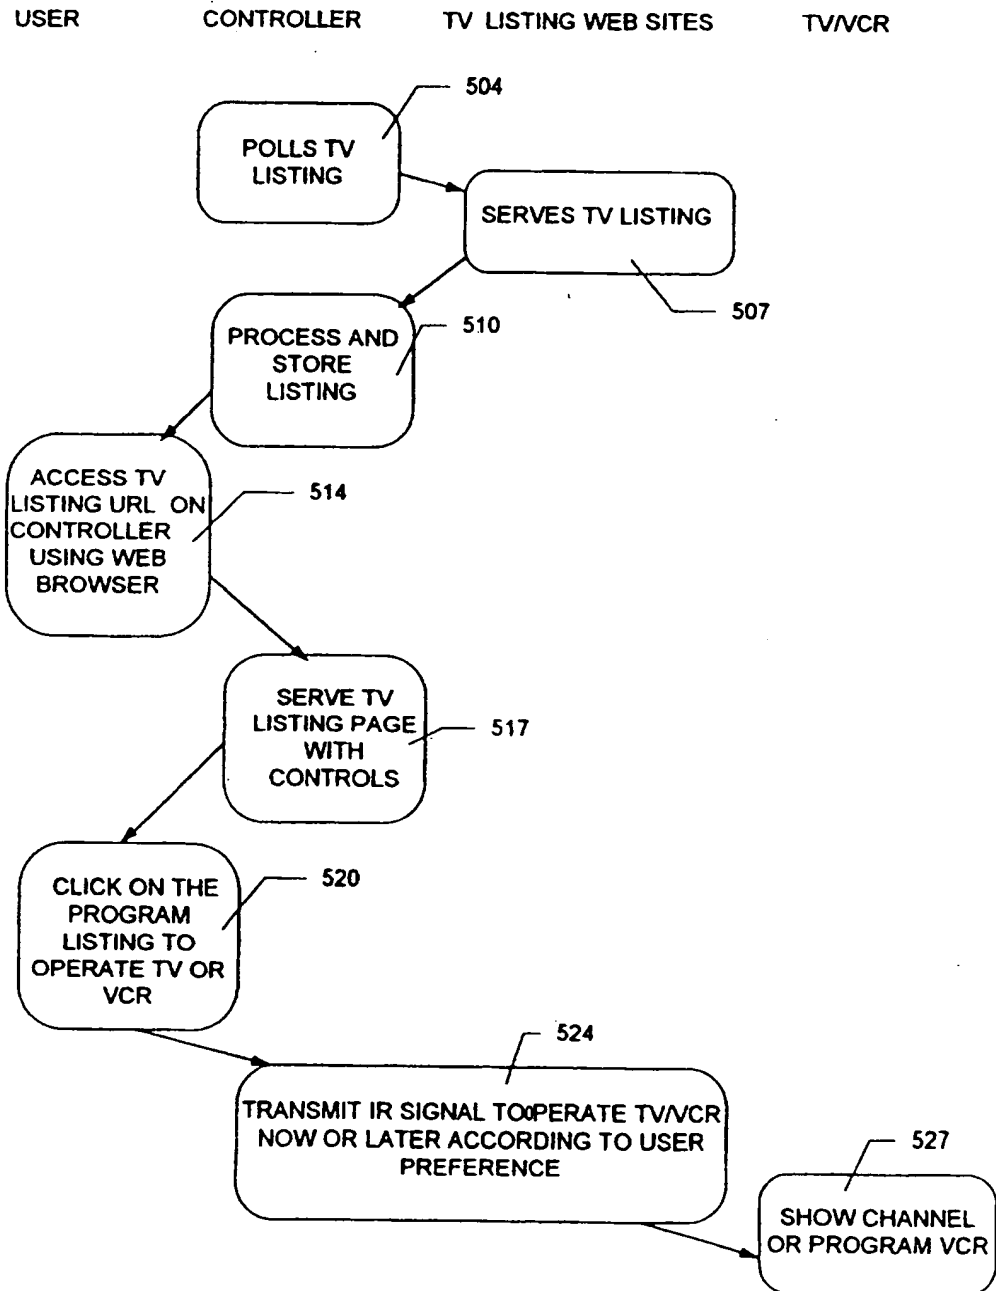 USER CONTROLLER TV LISTING WEB SITES TV/VCR
504
POLLS TV
LISTING
SERVES TV LISTING
507
510
PROCESS AND
STORE
LISTING
ACCESS TV
LISTING URL ON
CONTROLLER
USING WEB
BROWSER
514
SERVE TV
LISTING PAGE
WITH
CONTROLS
517
CLICK ON THE
PROGRAM
LISTING TO
OPERATE TV OR
VCR
520
524
TRANSMIT IR SIGNAL TO OPERATE TV/VCR
NOW OR LATER ACCORDING TO USER
PREFERENCE
527
SHOW CHANNEL
OR PROGRAM VCR